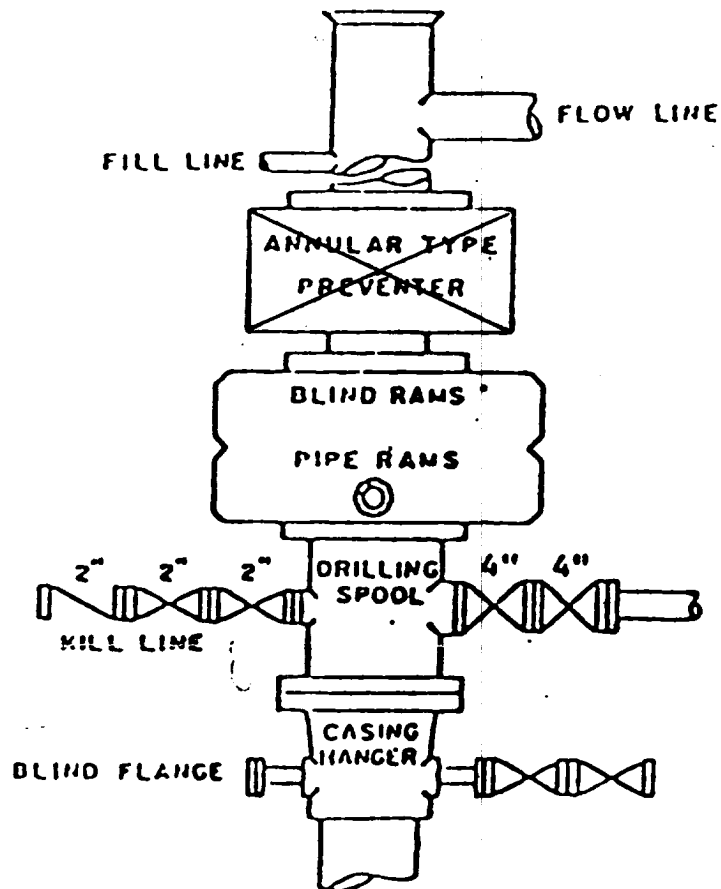 FLOW LINE
FILL LINE
ANNULAR TYPE
PREVENTER
BLIND RAMS
PIPE RAMS
2" 2" 2"
DRILLING
SPOOL
4" 4"
KILL LINE
CASING
HANGER
BLIND FLANGE